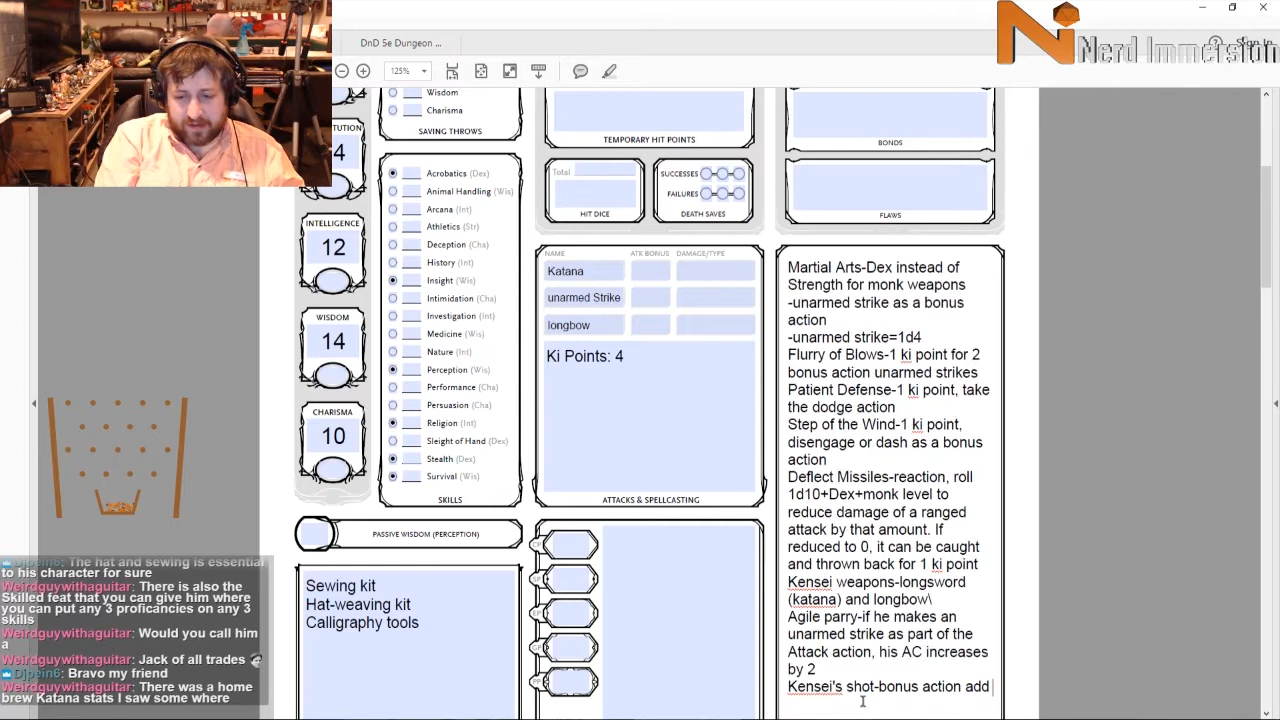 DnD 5e Dungeon ...
Sign In
Nerd Immersion
125%
Wisdom
Charisma
SAVING THROWS
TUTION
4
INTELLIGENCE
12
WISDOM
14
CHARISMA
10
Acrobatics (Dex)
Animal Handling (Wis)
Arcana (Int)
Athletics (Str)
Deception (Cha)
History (Int)
Insight (Wis)
Intimidation (Cha)
Investigation (Int)
Medicine (Wis)
Nature (Int)
Perception (Wis)
Performance (Cha)
Persuasion (Cha)
Religion (Int)
Sleight of Hand (Dex)
Stealth (Dex)
Survival (Wis)
SKILLS
PASSIVE WISDOM (PERCEPTION)
Sewing kit
Hat-weaving kit
Calligraphy tools
TEMPORARY HIT POINTS
Total
HIT DICE
SUCCESSES
FAILURES
DEATH SAVES
NAME ATK BONUS DAMAGE/TYPE
Katana
unarmed Strike
longbow
Ki Points: 4
ATTACKS & SPELLCASTING
CP
SP
EP
GP
PP
BONDS
FLAWS
Martial Arts-Dex instead of
Strength for monk weapons
-unarmed strike as a bonus
action
-unarmed strike=1d4
Flurry of Blows-1 ki point for 2
bonus action unarmed strikes
Patient Defense-1 ki point, take
the dodge action
Step of the Wind-1 ki point,
disengage or dash as a bonus
action
Deflect Missiles-reaction, roll
1d10+Dex+monk level to
reduce damage of a ranged
attack by that amount. If
reduced to 0, it can be caught
and thrown back for 1 ki point
Kensei weapons-longsword
(katana) and longbow\
Agile parry-if he makes an
unarmed strike as part of the
Attack action, his AC increases
by 2
Kensei's shot-bonus action add
Djpein6: The hat and sewing is essential
to his character for sure
Weirdguywithaguitar: There is also the
Skilled feat that you can give him where
you can put any 3 proficancies on any 3
skills
Weirdguywithaguitar: Would you call him
a
Weirdguywithaguitar: Jack of all trades
Djpein6: Bravo my friend
Weirdguywithaguitar: There was a home
brew Katana stats I saw some where